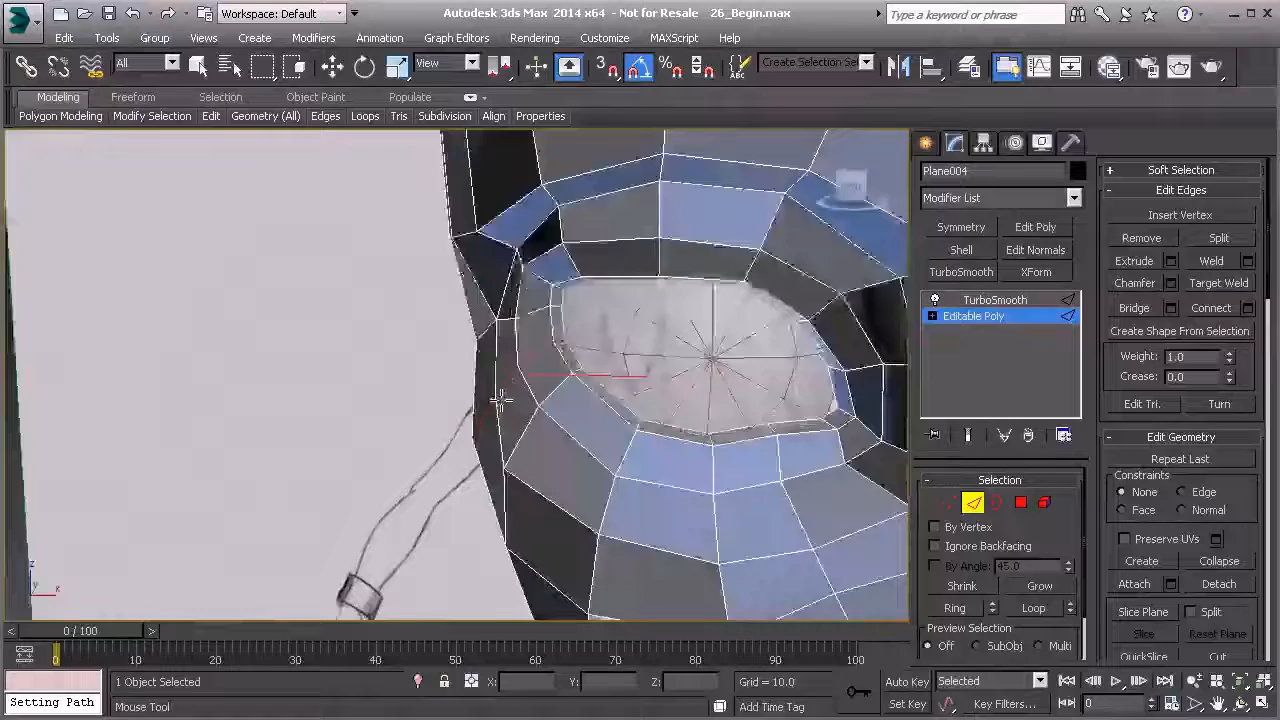 Workspace: Default
Autodesk 3ds Max 2014 x64 - Not for Resale 26_Begin.max
Type a keyword or phrase
Edit Tools Group Views Create Modifiers Animation Graph Editors Rendering Customize MAXScript Help
All View 3 % Create Selection Se
Modeling Freeform Selection Object Paint Populate
Polygon Modeling Modify Selection Edit Geometry (All) Edges Loops Tris Subdivision Align Properties
Plane004
Modifier List
Symmetry Edit Poly
Shell Edit Normals
TurboSmooth XForm
TurboSmooth
Editable Poly
Selection
By Vertex
Ignore Backfacing
By Angle: 45.0
Shrink Grow
Ring Loop
Preview Selection
Off SubObj Multi
+ Soft Selection
- Edit Edges
Insert Vertex
Remove Split
Extrude Weld
Chamfer Target Weld
Bridge Connect
Create Shape From Selection
Weight: 1.0
Crease: 0.0
Edit Tri. Turn
- Edit Geometry
Repeat Last
Constraints
None Edge
Face Normal
Preserve UVs
Create Collapse
Attach Detach
Slice Plane Split
Slice Reset Plane
QuickSlice Cut
z
y x
< 0 / 100 >
0 10 20 30 40 50 60 70 80 90 100
1 Object Selected X: Y: Z: Grid = 10.0 Auto Key Selected
Setting Path Mouse Tool Add Time Tag Set Key Key Filters... 0